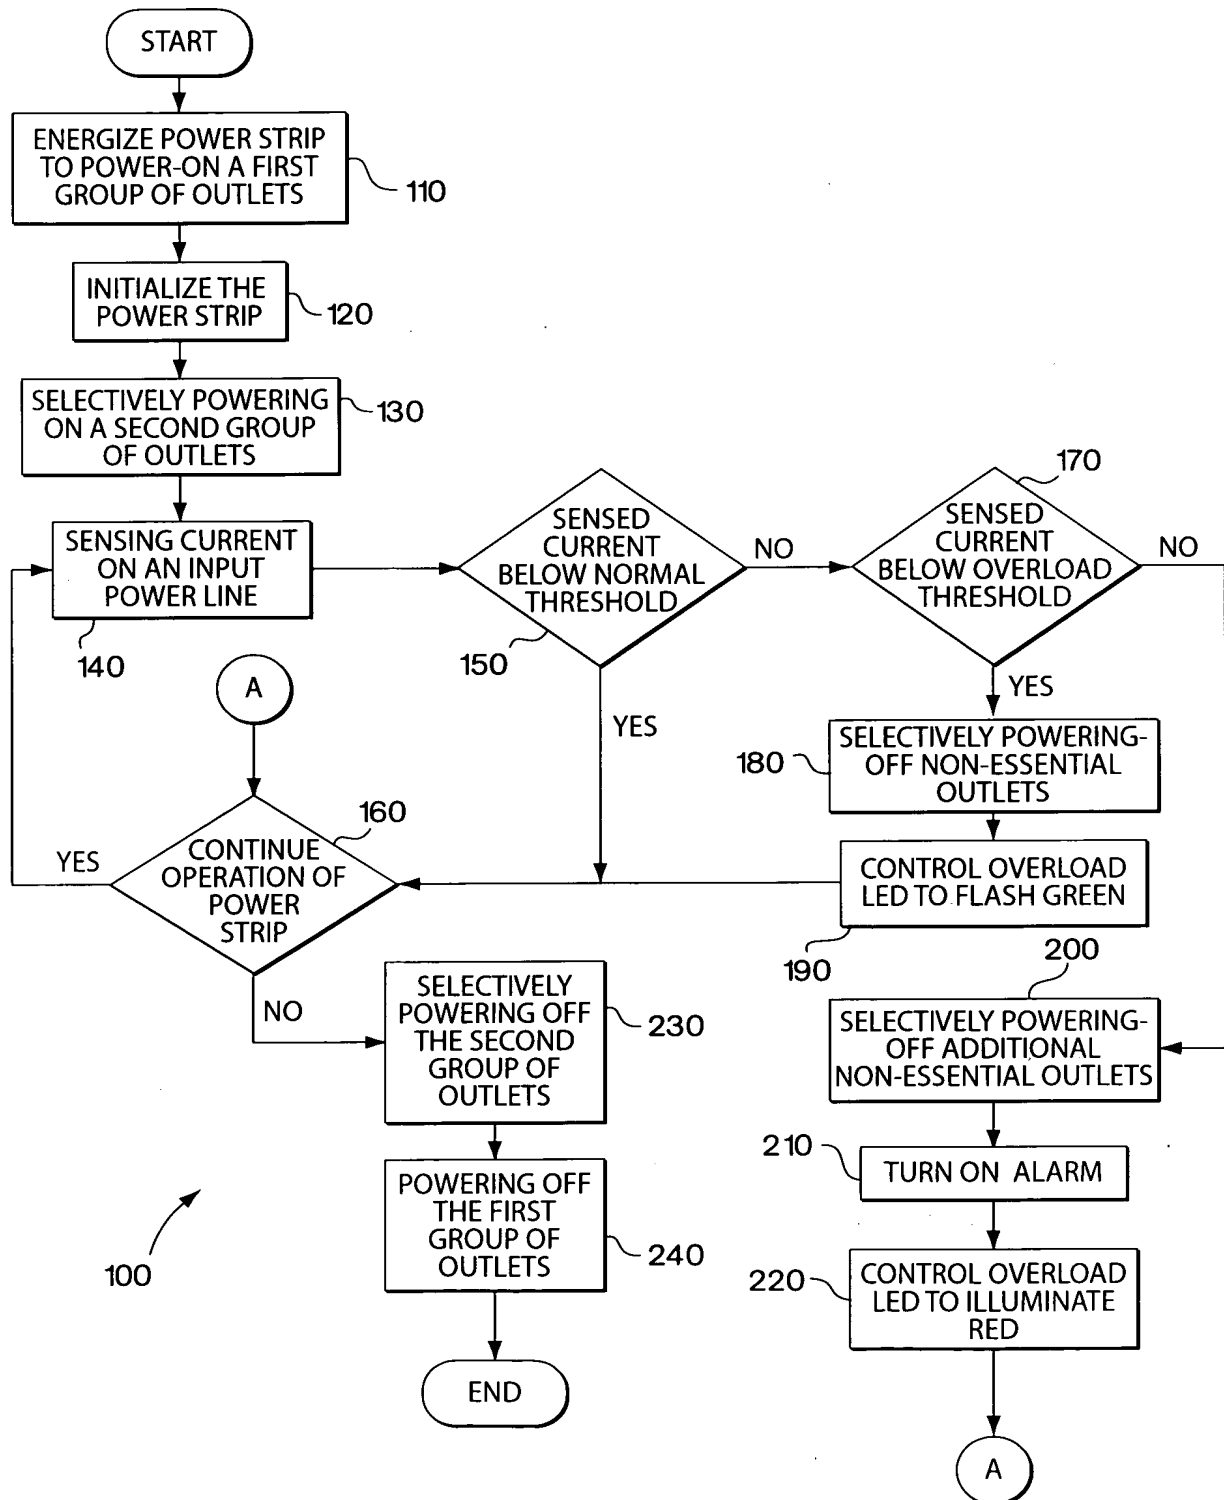 START
ENERGIZE POWER STRIP
TO POWER-ON A FIRST
GROUP OF OUTLETS
110
INITIALIZE THE
POWER STRIP
120
SELECTIVELY POWERING
ON A SECOND GROUP
OF OUTLETS
130
SENSING CURRENT
ON AN INPUT
POWER LINE
140
SENSED
CURRENT
BELOW NORMAL
THRESHOLD
150
NO
YES
170
SENSED
CURRENT
BELOW OVERLOAD
THRESHOLD
NO
YES
180
SELECTIVELY POWERING-
OFF NON-ESSENTIAL
OUTLETS
CONTROL OVERLOAD
LED TO FLASH GREEN
190
A
160
CONTINUE
OPERATION OF
POWER
STRIP
YES
NO
200
SELECTIVELY POWERING-
OFF ADDITIONAL
NON-ESSENTIAL OUTLETS
210
TURN ON ALARM
220
CONTROL OVERLOAD
LED TO ILLUMINATE
RED
A
SELECTIVELY
POWERING OFF
THE SECOND
GROUP OF
OUTLETS
230
POWERING OFF
THE FIRST
GROUP OF
OUTLETS
240
END
100